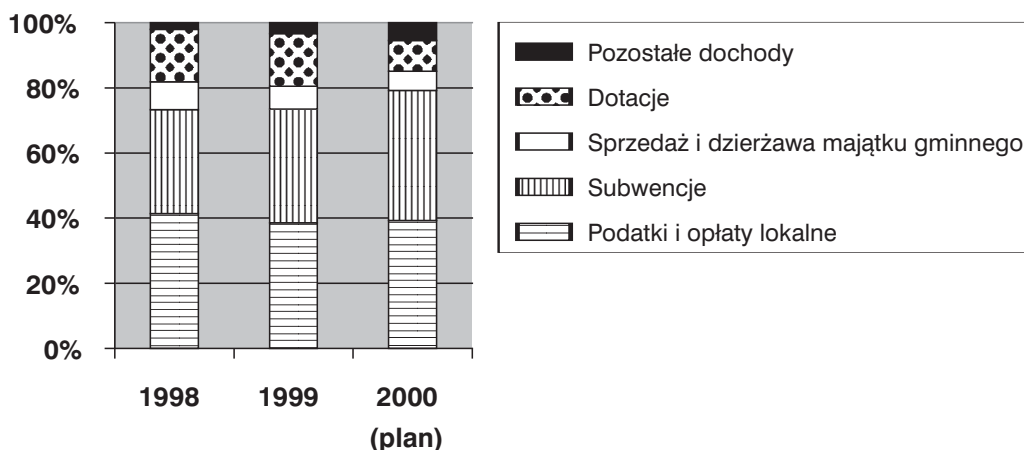 100%
80%
60%
40%
20%
0%
1998
1999
2000
(plan)
Pozostałe dochody
Dotacje
Sprzedaż i dzierżawa majątku gminnego
Subwencje
Podatki i opłaty lokalne